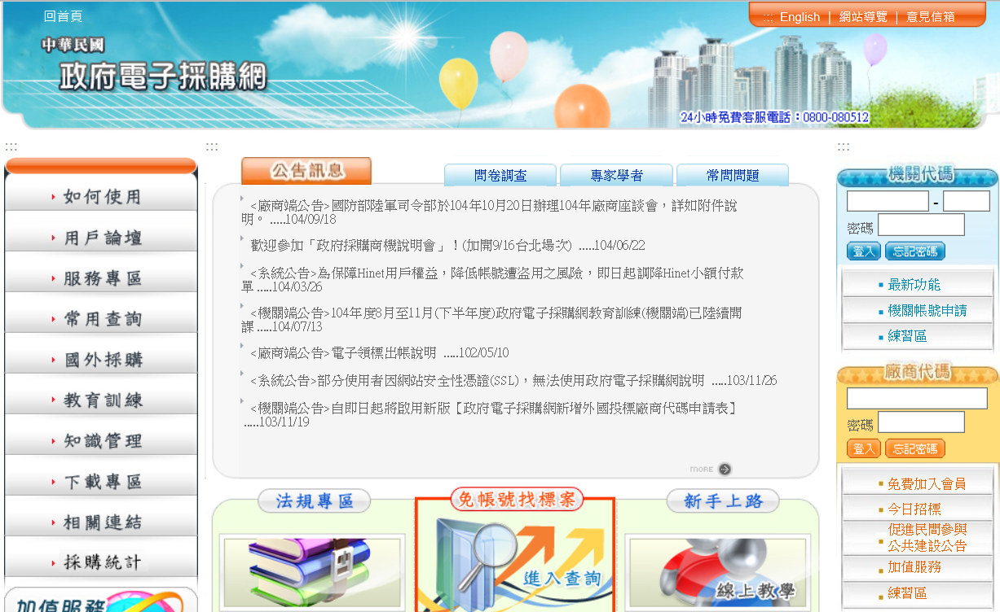 回首頁
::: English | 網站導覽 | 意見信箱
中華民國
政府電子採購網
24小時免費客服電話：0800-080512
:::
如何使用
用戶論壇
服務專區
常用查詢
國外採購
教育訓練
知識管理
下載專區
相關連結
採購統計
加值服務
:::
公告訊息
問卷調查
專家學者
常問問題
<廠商端公告>國防部陸軍司令部於104年10月20日辦理104年廠商座談會，詳如附件說
明。 .....104/09/18
歡迎參加「政府採購商機說明會」！(加開9/16台北場次) .....104/06/22
<系統公告>為保障Hinet用戶權益，降低帳號遭盜用之風險，即日起調降Hinet小額付款
單 .....104/03/26
<機關端公告>104年度8月至11月(下半年度)政府電子採購網教育訓練(機關端)已陸續開
課 .....104/07/13
<廠商端公告>電子領標出帳說明 .....102/05/10
<系統公告>部分使用者因網站安全性憑證(SSL)，無法使用政府電子採購網說明 .....103/11/26
<機關端公告>自即日起將啟用新版【政府電子採購網新增外國投標廠商代碼申請表】
.....103/11/19
MORE
法規專區
免帳號找標案
進入查詢
新手上路
線上教學
:::
機關代碼
-
密碼
登入 忘記密碼
最新功能
機關帳號申請
練習區
廠商代碼
密碼
登入 忘記密碼
免費加入會員
今日招標
促進民間參與
公共建設公告
加值服務
練習區